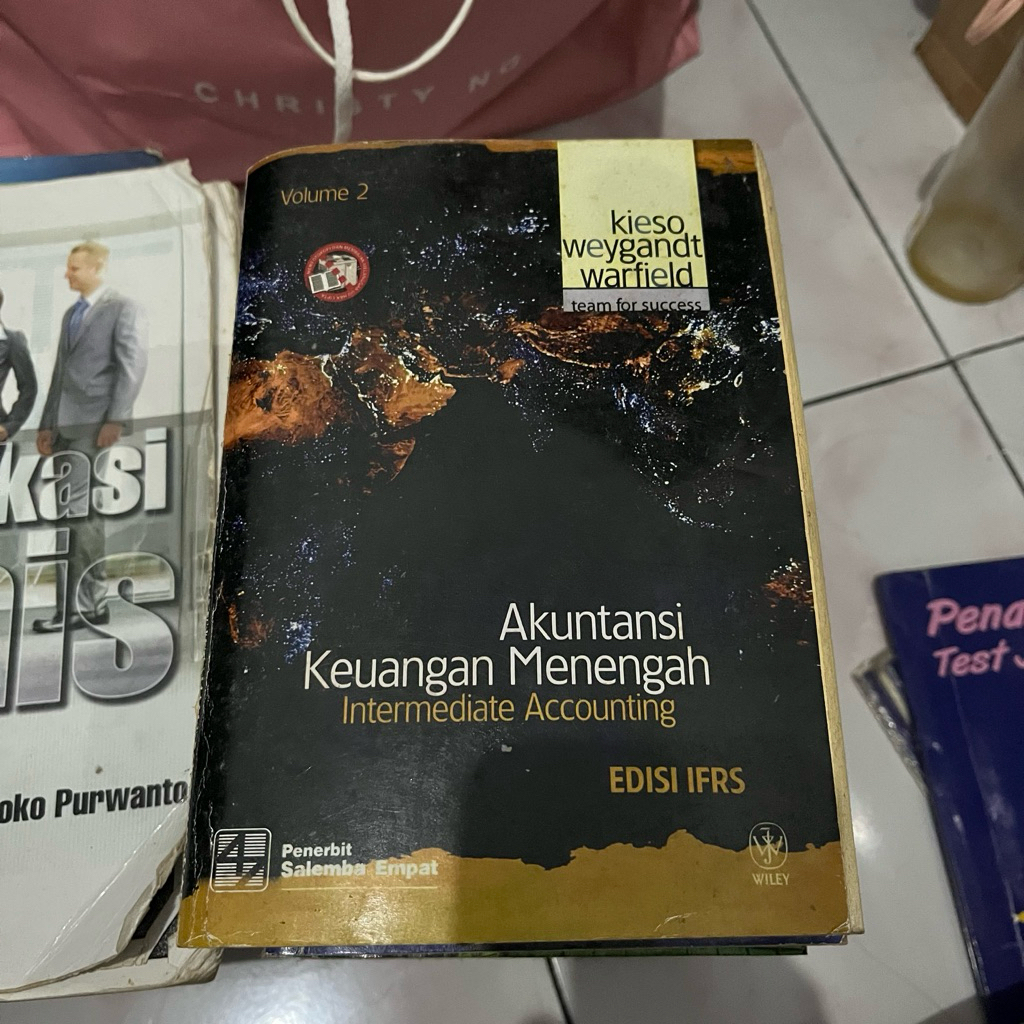 CHRISTY NG
Volume 2
kieso
weygandt
warfield
team for success
Akuntansi
Keuangan Menengah
Intermediate Accounting
EDISI IFRS
Penerbit
Salemba Empat
WILEY
kasi
nis
oko Purwanto
Pena
Test